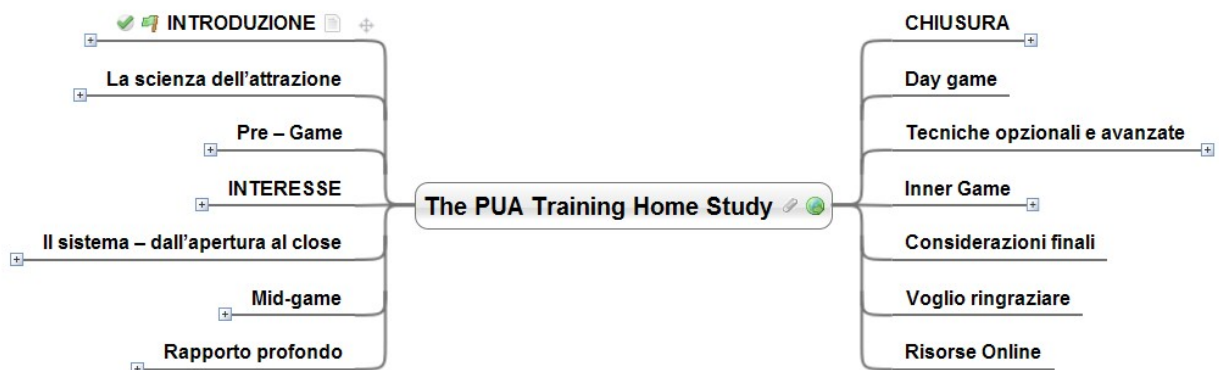 INTRODUZIONE
La scienza dell'attrazione
Pre – Game
INTERESSE
Il sistema – dall'apertura al close
Mid-game
Rapporto profondo
The PUA Training Home Study
CHIUSURA
Day game
Tecniche opzionali e avanzate
Inner Game
Considerazioni finali
Voglio ringraziare
Risorse Online